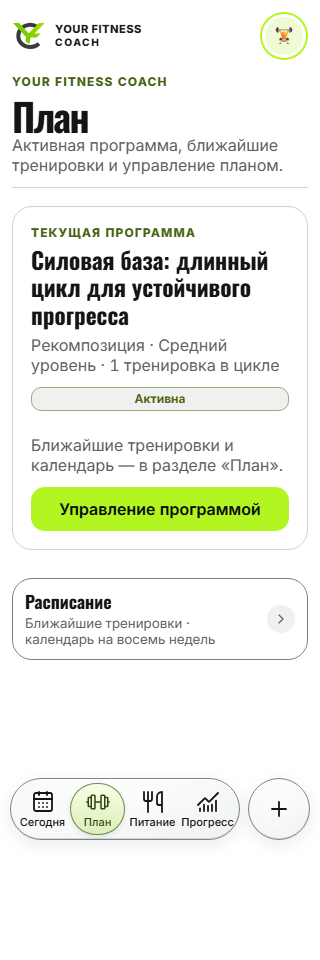 YOUR FITNESS
COACH
YOUR FITNESS COACH
План
Активная программа, ближайшие
тренировки и управление планом.
ТЕКУЩАЯ ПРОГРАММА
Силовая база: длинный
цикл для устойчивого
прогресса
Рекомпозиция · Средний
уровень · 1 тренировка в цикле
Активна
Ближайшие тренировки и
календарь — в разделе «План».
Управление программой
Расписание
Ближайшие тренировки ·
календарь на восемь недель
Сегодня План Питание Прогресс